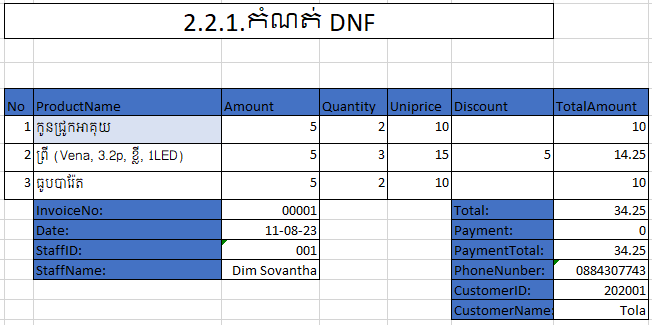 2.2.1.កំណត់ DNF
No ProductName Amount Quantity Uniprice Discount TotalAmount
1 កូនជ្រូកអាគុយ 5 2 10 10
2 ព្រី (Vena, 3.2p, ខ្លី, 1LED) 5 3 15 5 14.25
3 ធូបបារ៉ែត 5 2 10 10
InvoiceNo: 00001 Total: 34.25
Date: 11-08-23 Payment: 0
StaffID: 001 PaymentTotal: 34.25
StaffName: Dim Sovantha PhoneNunber: 0884307743
CustomerID: 202001
CustomerName: Tola